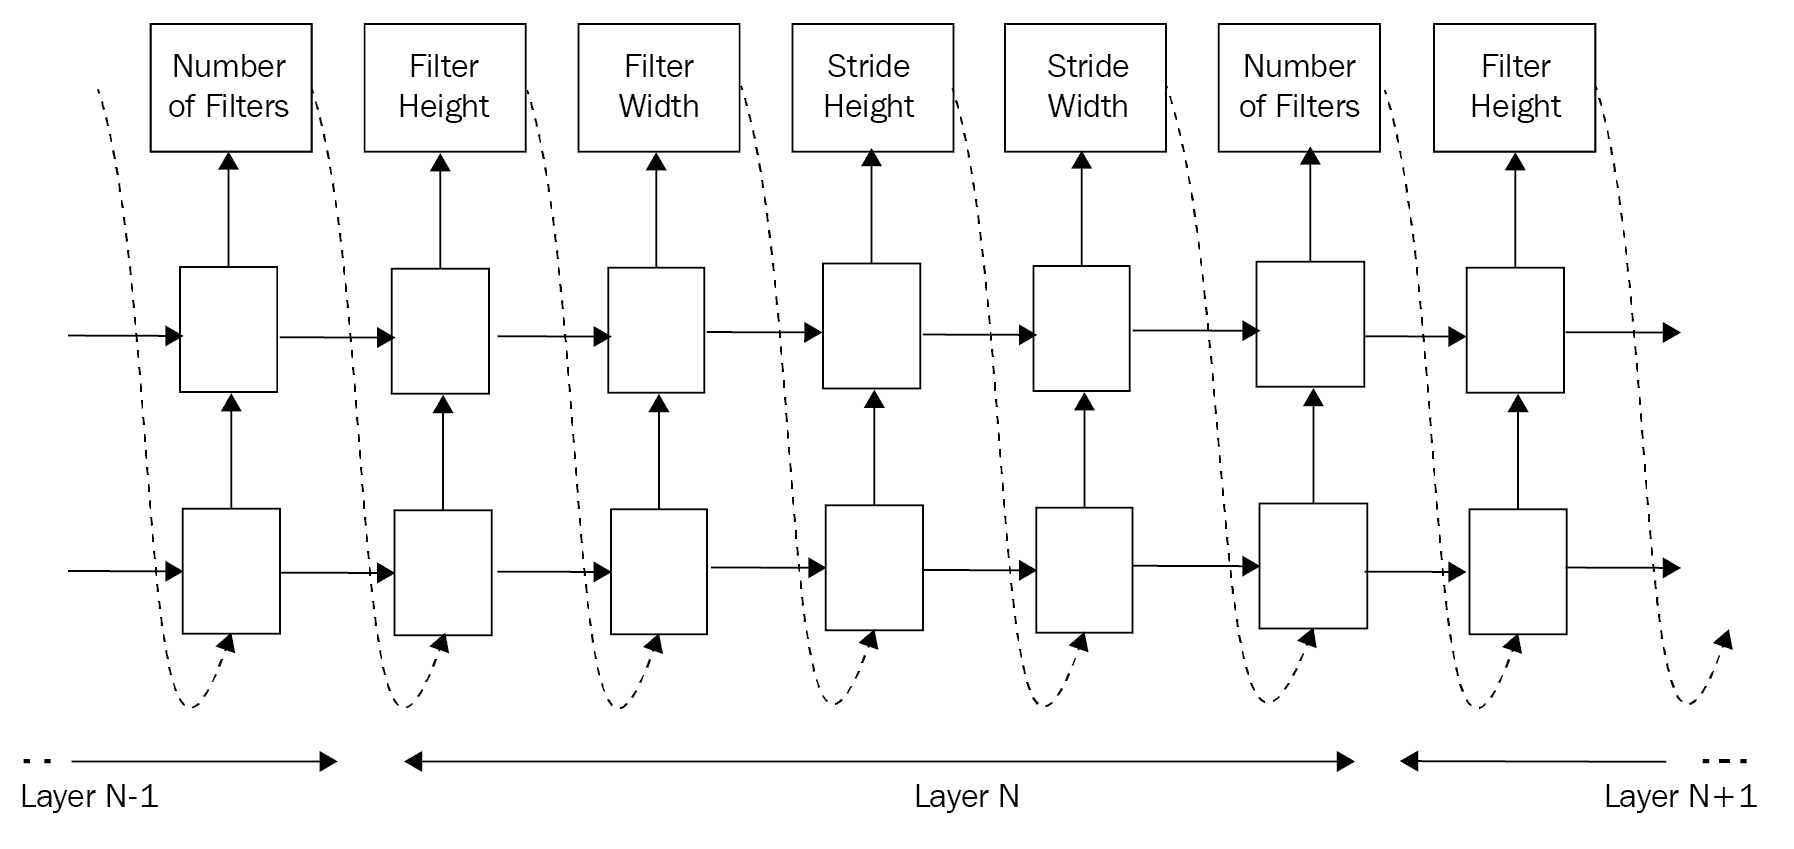 Number
of Filters
Filter
Height
Filter
Width
Stride
Height
Stride
Width
Number
of Filters
Filter
Height
Layer N-1
Layer N
Layer N+1